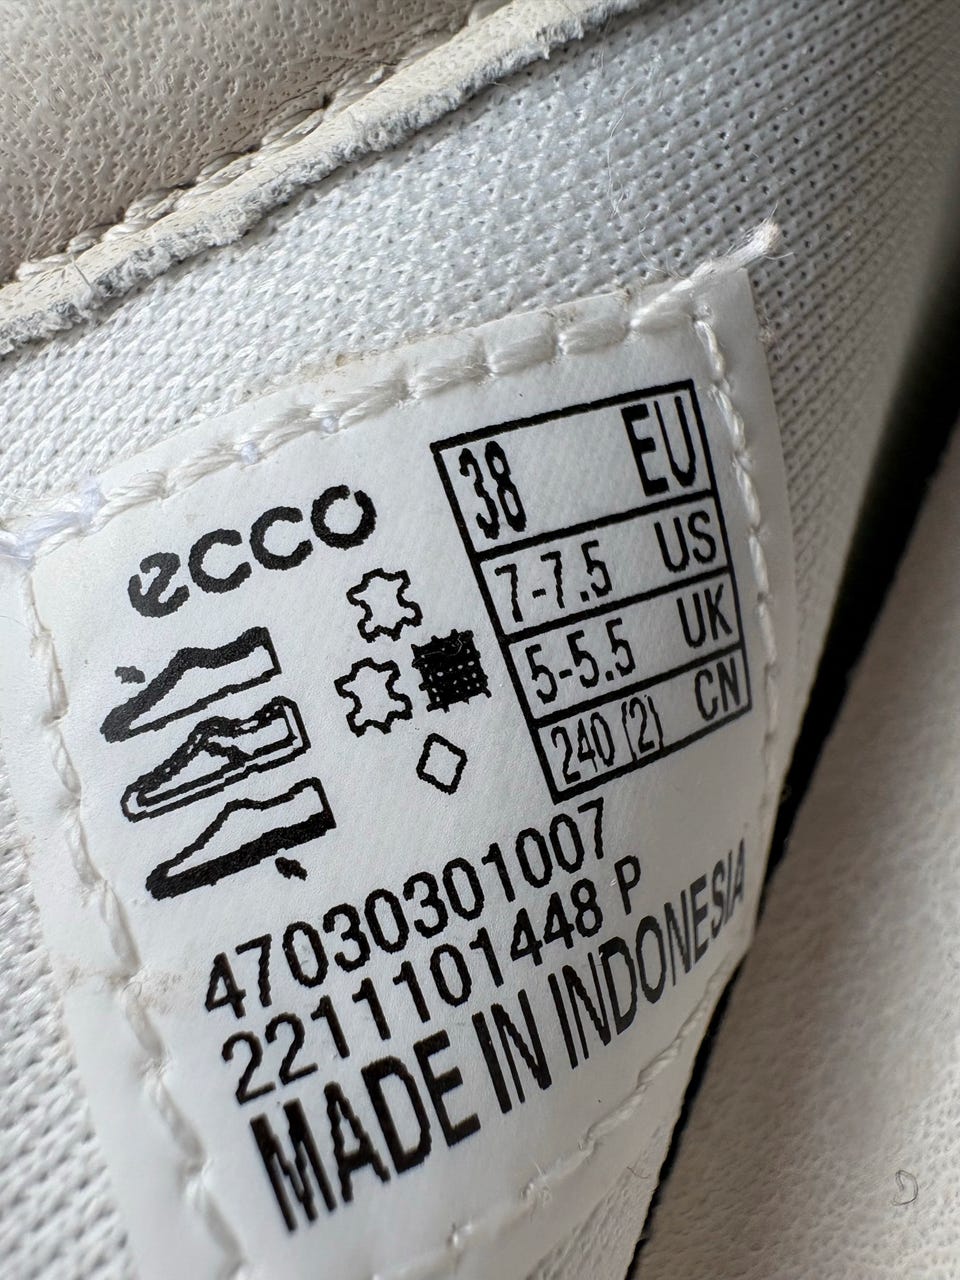 ecco
38 EU
7-7.5 US
5-5.5 UK
240 (2) CN
47030301007
2211101448 P
MADE IN INDONESIA